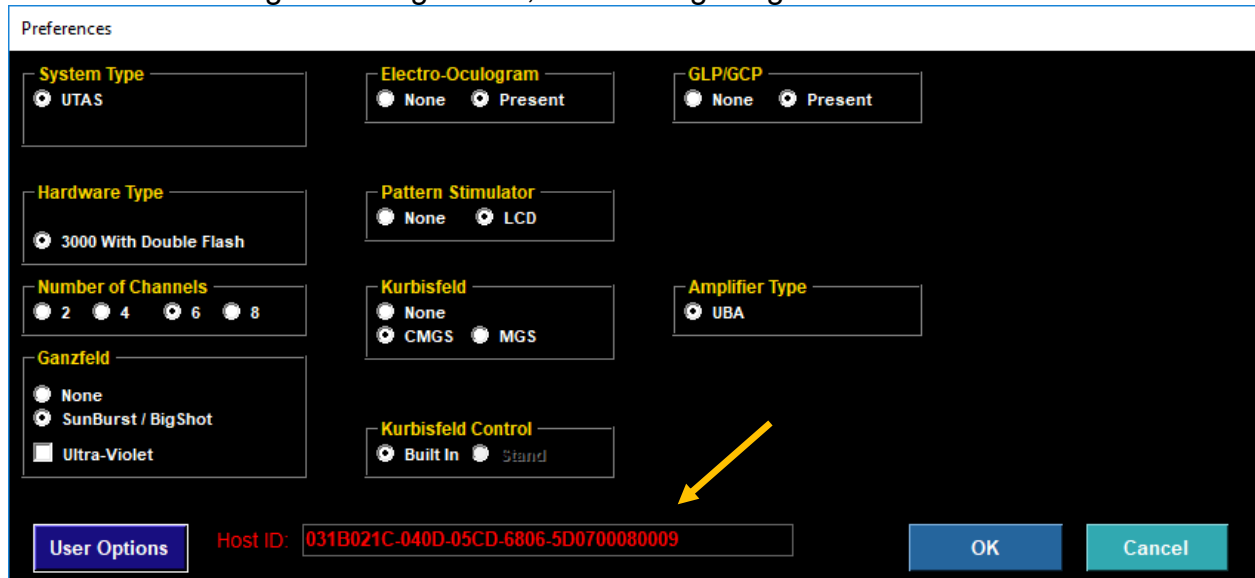 Preferences
System Type
UTAS
Electro-Oculogram
None Present
GLP/GCP
None Present
Hardware Type
3000 With Double Flash
Pattern Stimulator
None LCD
Number of Channels
2 4 6 8
Kurbisfeld
None
CMGS MGS
Amplifier Type
UBA
Ganzfeld
None
SunBurst / BigShot
Ultra-Violet
Kurbisfeld Control
Built In Stand
User Options
Host ID: 031B021C-040D-05CD-6806-5D0700080009
OK
Cancel